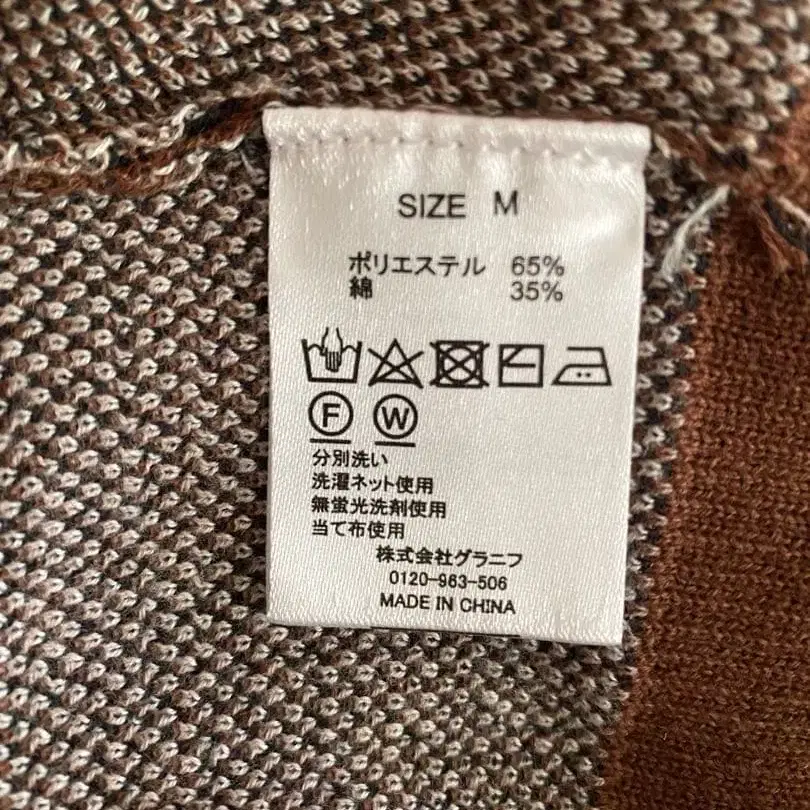 SIZE M
ポリエステル 65%
綿 35%
F W
分別洗い
洗濯ネット使用
無蛍光洗剤使用
当て布使用
株式会社グラニフ
0120-963-506
MADE IN CHINA